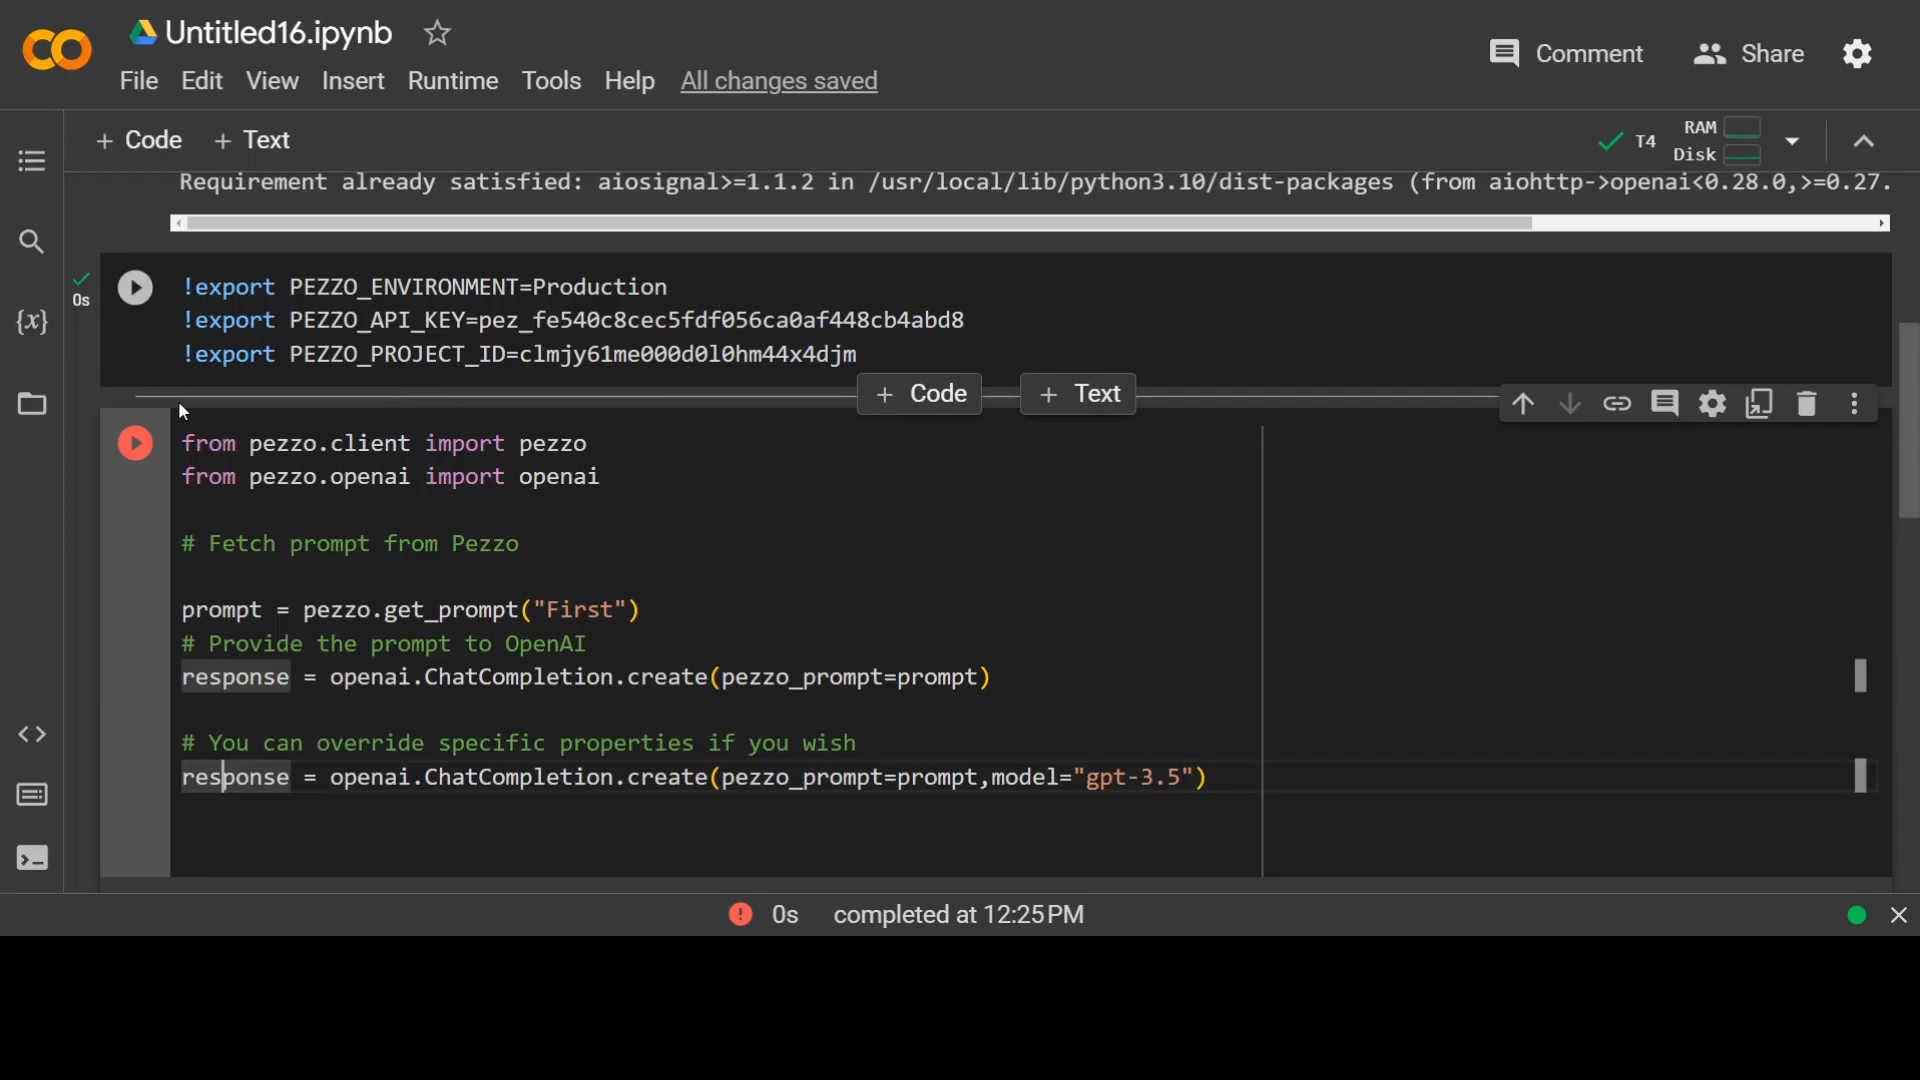 Untitled16.ipynb
Comment
Share
File Edit View Insert Runtime Tools Help All changes saved
+ Code + Text
T4
RAM
Disk
Requirement already satisfied: aiosignal>=1.1.2 in /usr/local/lib/python3.10/dist-packages (from aiohttp->openai<0.28.0,>=0.27.
0s
!export PEZZO_ENVIRONMENT=Production
!export PEZZO_API_KEY=pez_fe540c8cec5fdf056ca0af448cb4abd8
!export PEZZO_PROJECT_ID=clmjy61me000d0l0hm44x4djm
+ Code + Text
from pezzo.client import pezzo
from pezzo.openai import openai
# Fetch prompt from Pezzo
prompt = pezzo.get_prompt("First")
# Provide the prompt to OpenAI
response = openai.ChatCompletion.create(pezzo_prompt=prompt)
# You can override specific properties if you wish
response = openai.ChatCompletion.create(pezzo_prompt=prompt,model="gpt-3.5")
0s completed at 12:25 PM